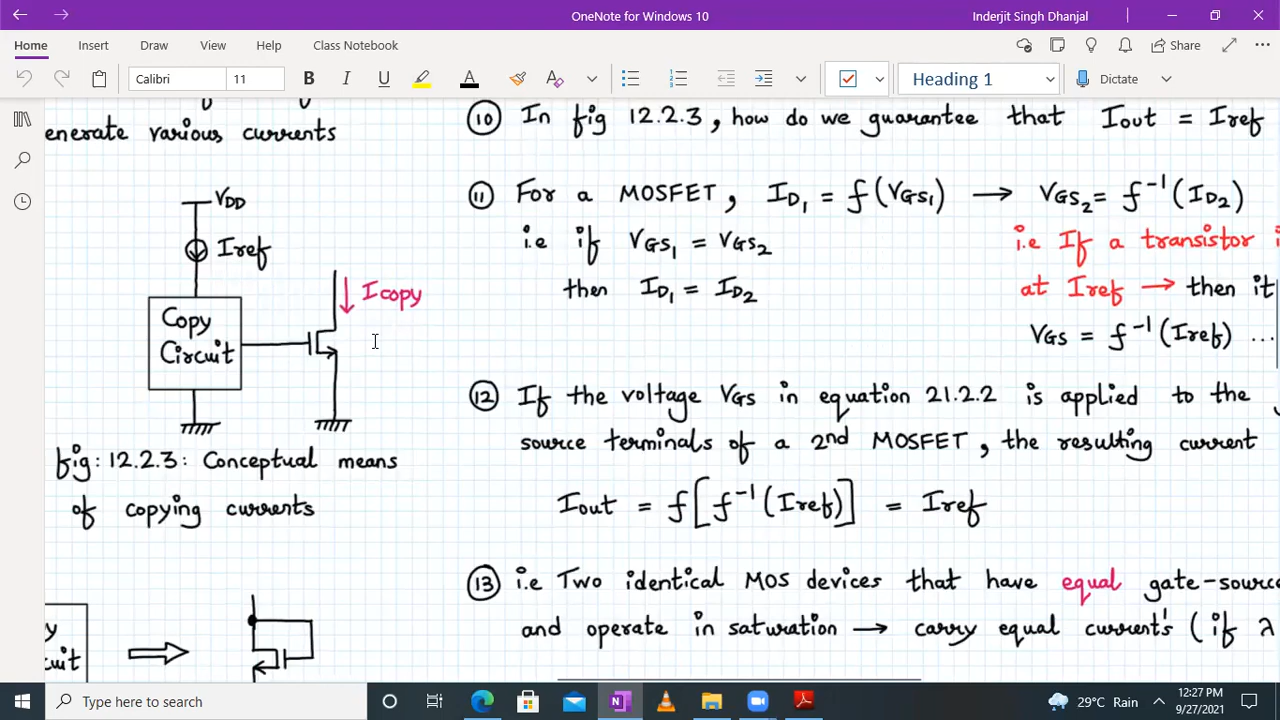 OneNote for Windows 10
Inderjit Singh Dhanjal
Home Insert Draw View Help Class Notebook
Share
Calibri 11 B I U A Heading 1 Dictate
enerate various currents
VDD
Iref
Icopy
Copy
Circuit
fig: 12.2.3: Conceptual means
of copying currents
⑩ In fig 12.2.3, how do we guarantee that Iout = Iref
⑪ For a MOSFET, ID1 = f(VGS1) → VGS2 = f⁻¹(ID2)
i.e if VGS1 = VGS2
then ID1 = ID2
i.e If a transistor
at Iref → then it
VGS = f⁻¹(Iref) ...
⑫ If the voltage VGS in equation 21.2.2 is applied to the
source terminals of a 2nd MOSFET, the resulting current
Iout = f[f⁻¹(Iref)] = Iref
⑬ i.e Two identical MOS devices that have equal gate-source
and operate in saturation → carry equal current's (if λ
y
cuit
Type here to search
29°C Rain
12:27 PM
9/27/2021